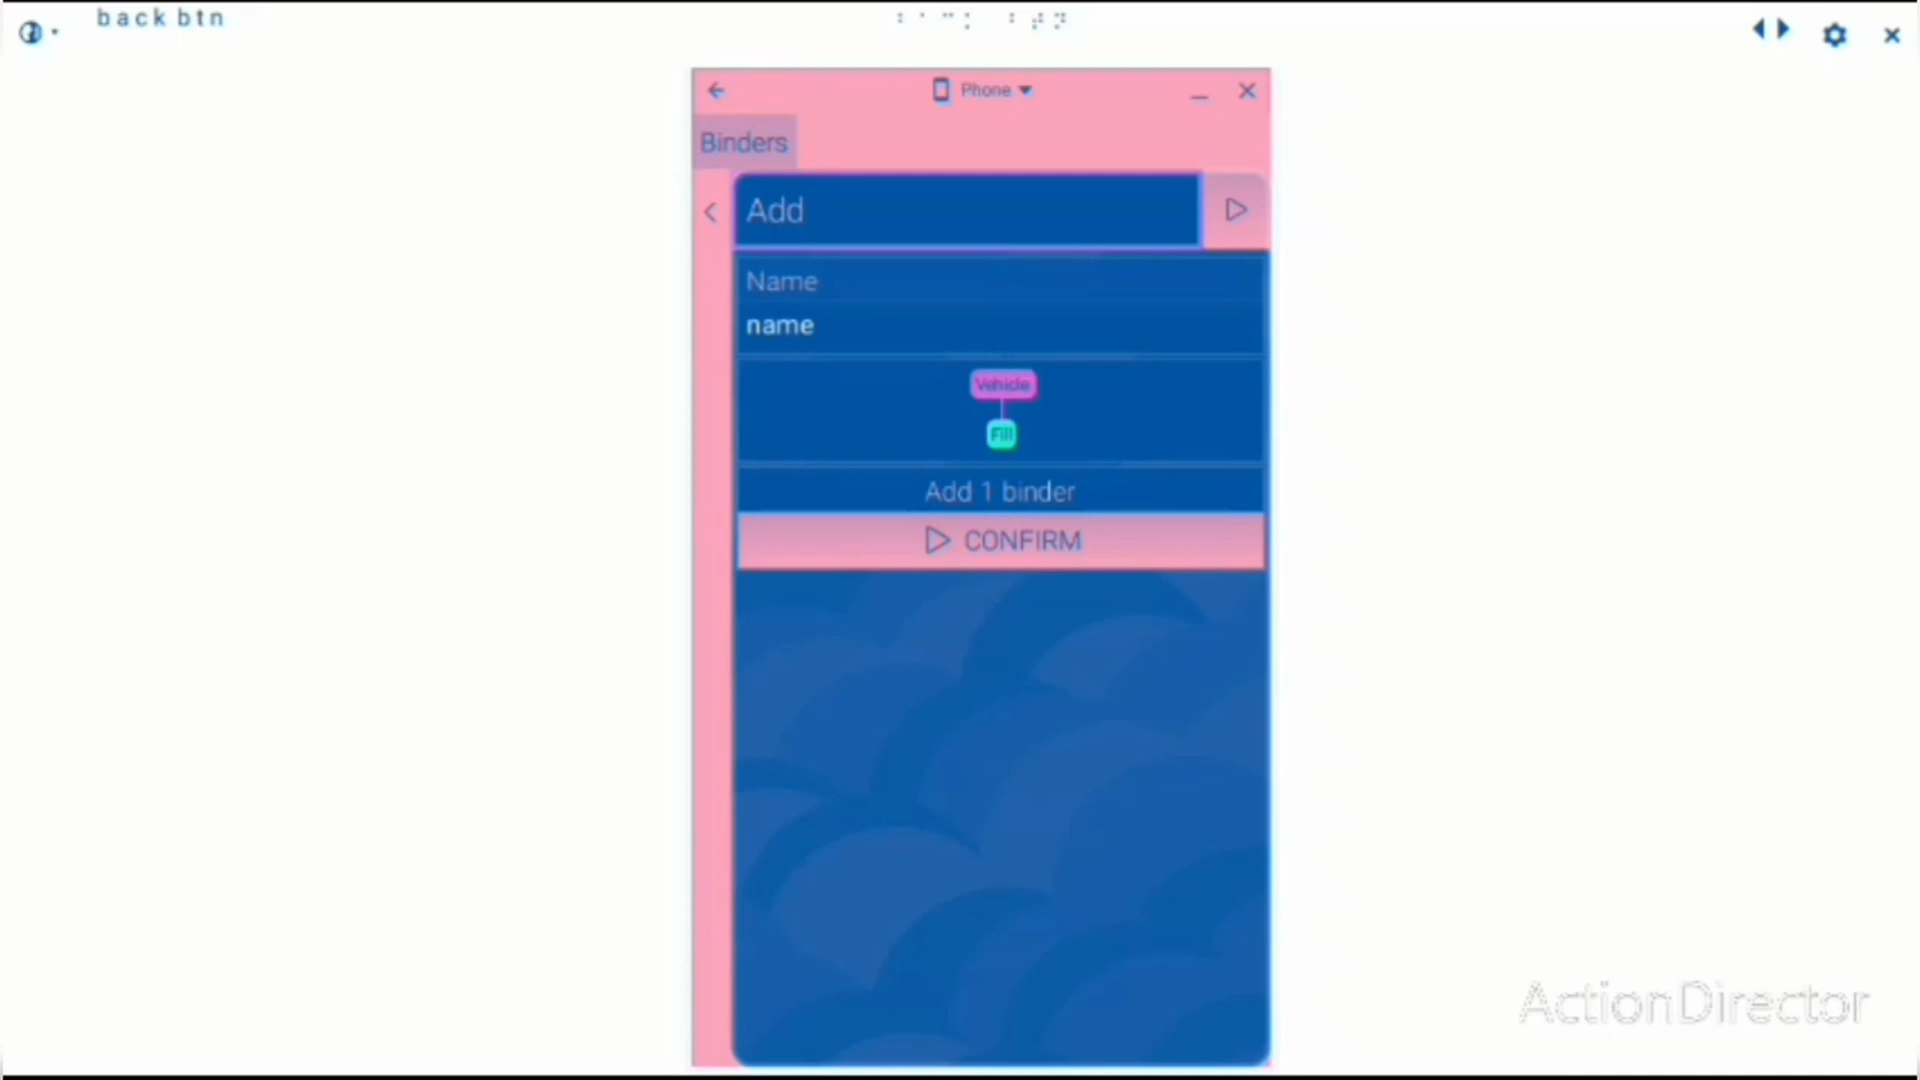 back btn
⠃⠁⠉⠅ ⠃⠞⠝
Phone
Binders
Add
Name
name
Vehicle
Fill
Add 1 binder
CONFIRM
ActionDirector